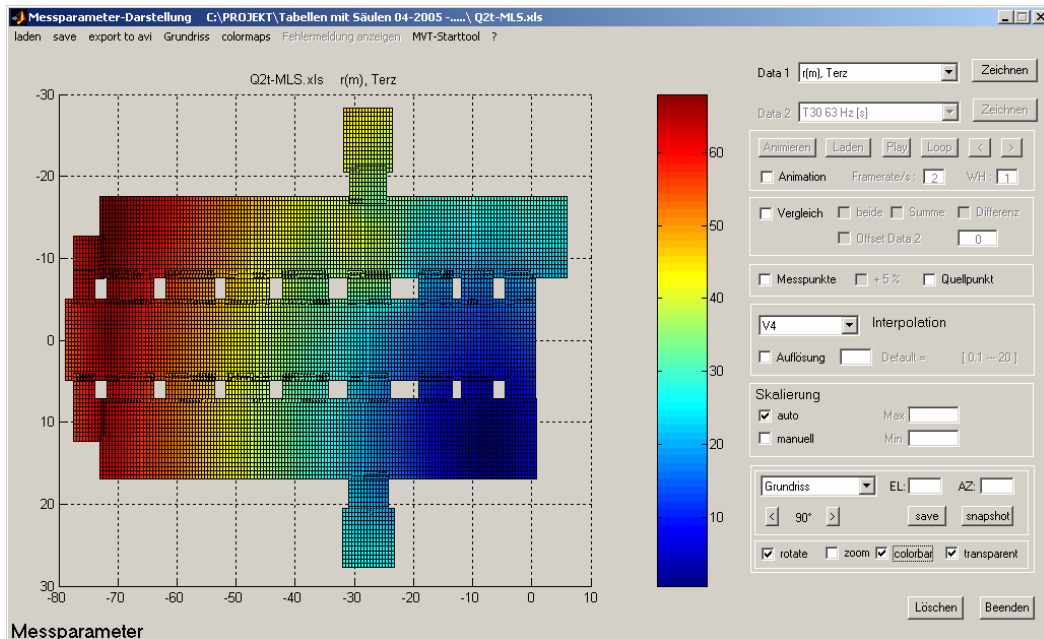 Messparameter-Darstellung C:\PROJEKT\Tabellen mit Säulen 04-2005 -.....\ Q2t-MLS.xls
laden save export to avi Grundriss colormaps Fehlermeldung anzeigen MVT-Starttool ?
Q2t-MLS.xls r(m), Terz
-30
-20
-10
0
10
20
30
-80 -70 -60 -50 -40 -30 -20 -10 0 10
60
50
40
30
20
10
Data 1 r(m), Terz Zeichnen
Data 2 T30 63 Hz [s] Zeichnen
Animieren Laden Play Loop < >
Animation Framerate/s : 2 WH : 1
Vergleich beide Summe Differenz
Offset Data 2 0
Messpunkte + 5 % Quellpunkt
V4 Interpolation
Auflösung Default = [ 0.1 --- 20 ]
Skalierung
auto Max
manuell Min
Grundriss EL: AZ:
< 90° > save snapshot
rotate zoom colorbar transparent
Löschen Beenden
Messparameter